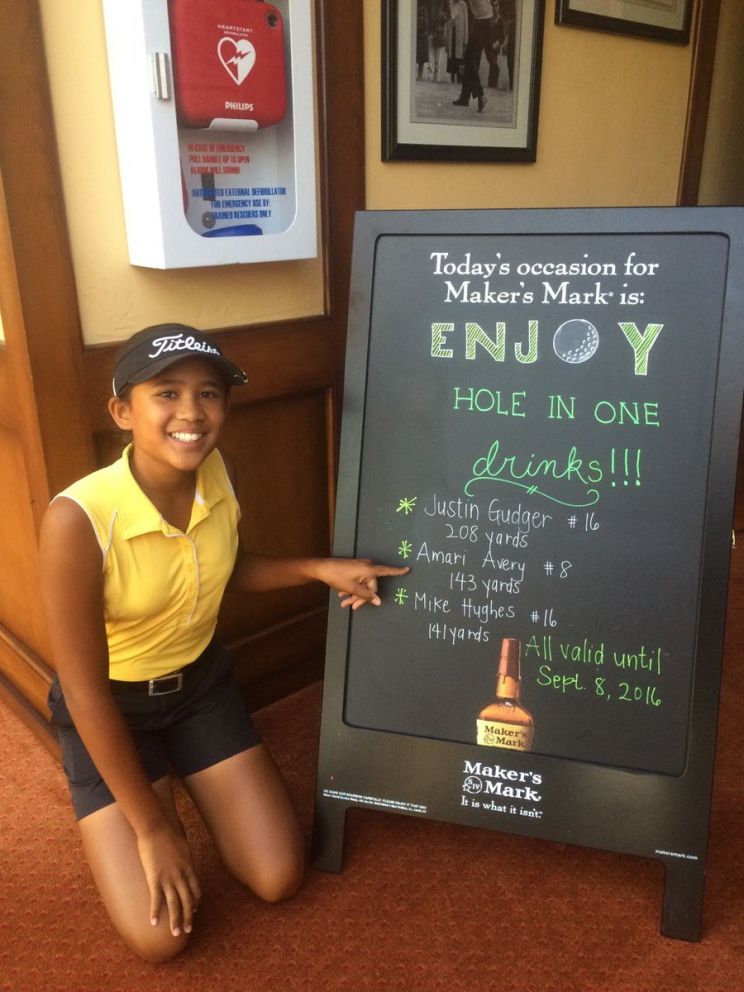 HEARTSTART
PHILIPS
IN CASE OF EMERGENCY
PULL HANDLE UP TO OPEN
ALARM WILL SOUND!
AUTOMATED EXTERNAL DEFIBRILLATOR
FOR EMERGENCY USE BY:
TRAINED RESCUERS ONLY
Titleist
Today's occasion for
Maker's Mark® is:
ENJOY
HOLE IN ONE
drinks!!!
Justin Gudger #16
208 yards
Amari Avery #8
143 yards
Mike Hughes #16
141 yards
All valid until
Sept. 8, 2016
Maker's
Mark
Maker's
SIV Mark®
It is what it isn't.®
makersmark.com